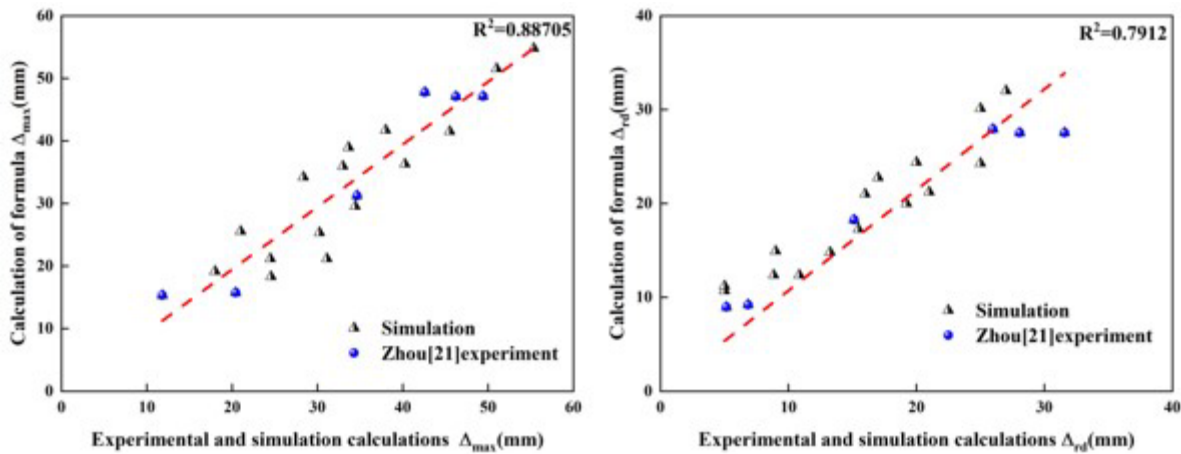 60
50
40
30
20
10
0
Calculation of formula Δmax(mm)
R²=0.88705
Simulation
Zhou[21]experiment
0 10 20 30 40 50 60
Experimental and simulation calculations Δmax(mm)
40
30
20
10
0
Calculation of formula Δrd(mm)
R²=0.7912
Simulation
Zhou[21]experiment
0 10 20 30 40
Experimental and simulation calculations Δrd(mm)